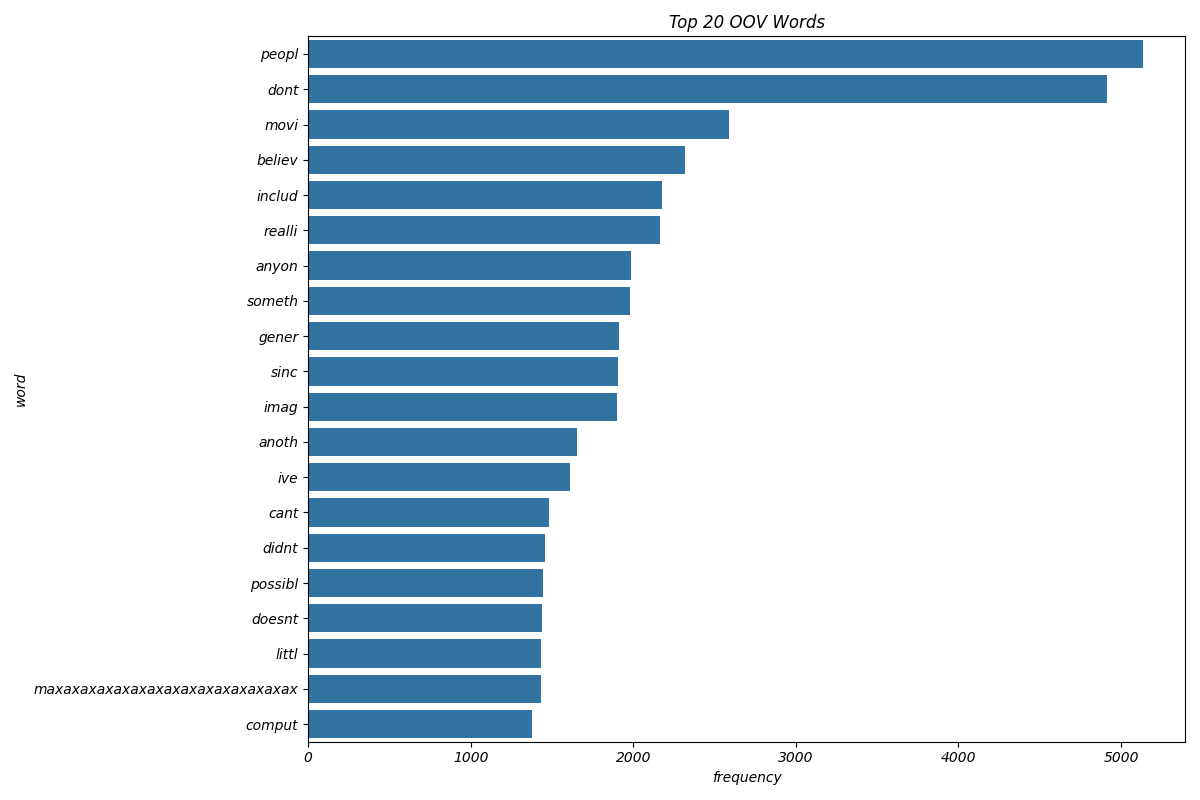 Top 20 OOV Words
word
peopl
dont
movi
believ
includ
realli
anyon
someth
gener
sinc
imag
anoth
ive
cant
didnt
possibl
doesnt
littl
maxaxaxaxaxaxaxaxaxaxaxaxaxaxax
comput
0 1000 2000 3000 4000 5000
frequency